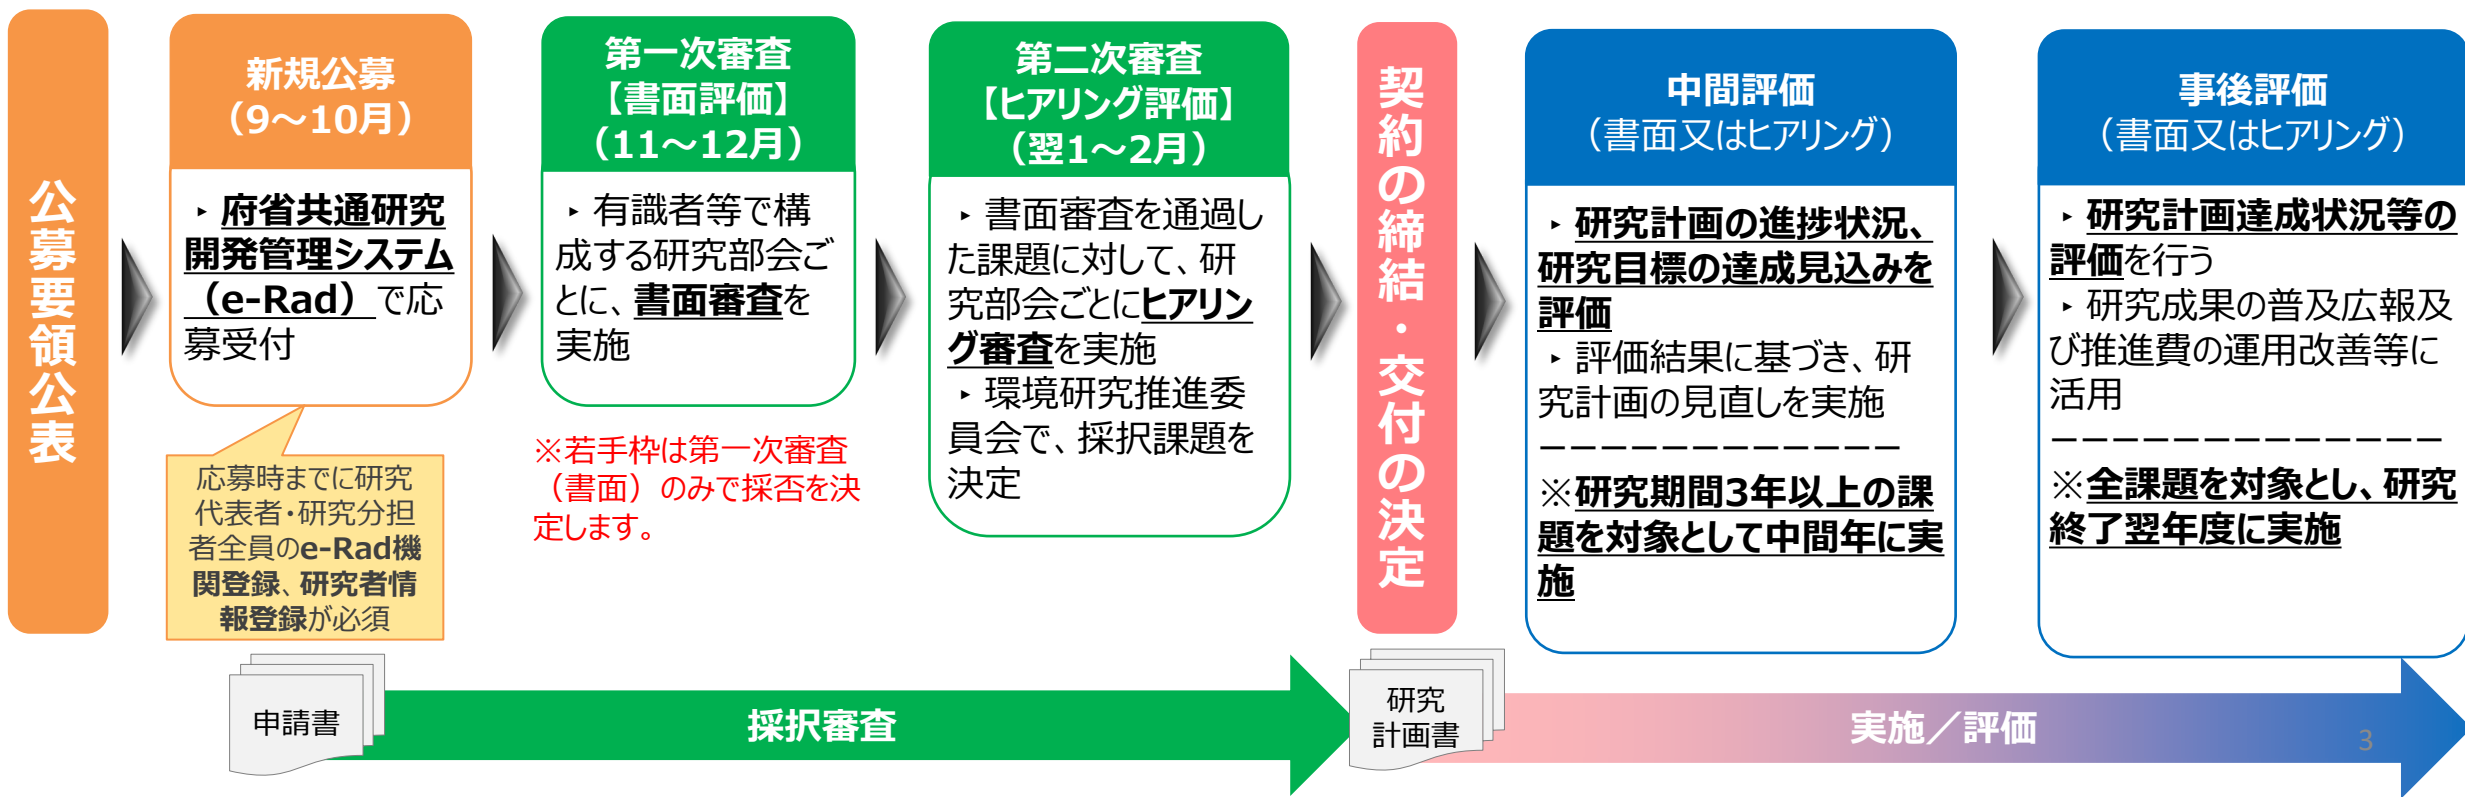 公募要領公表
新規公募
（9～10月）
‣ 府省共通研究
開発管理システム
（e-Rad）で応
募受付
応募時までに研究
代表者・研究分担
者全員のe-Rad機
関登録、研究者情
報登録が必須
第一次審査
【書面評価】
（11～12月）
‣ 有識者等で構
成する研究部会ご
とに、書面審査を
実施
※若手枠は第一次審査
（書面）のみで採否を決
定します。
第二次審査
【ヒアリング評価】
（翌1～2月）
‣ 書面審査を通過し
た課題に対して、研
究部会ごとにヒアリン
グ審査を実施
‣ 環境研究推進委
員会で、採択課題を
決定
契約の締結・交付の決定
中間評価
（書面又はヒアリング）
‣ 研究計画の進捗状況、
研究目標の達成見込みを
評価
‣ 評価結果に基づき、研
究計画の見直しを実施
－－－－－－－－－－－－
※研究期間3年以上の課
題を対象として中間年に実
施
事後評価
（書面又はヒアリング）
‣ 研究計画達成状況等の
評価を行う
‣ 研究成果の普及広報及
び推進費の運用改善等に
活用
－－－－－－－－－－－－－
※全課題を対象とし、研究
終了翌年度に実施
申請書
採択審査
研究
計画書
実施／評価
3